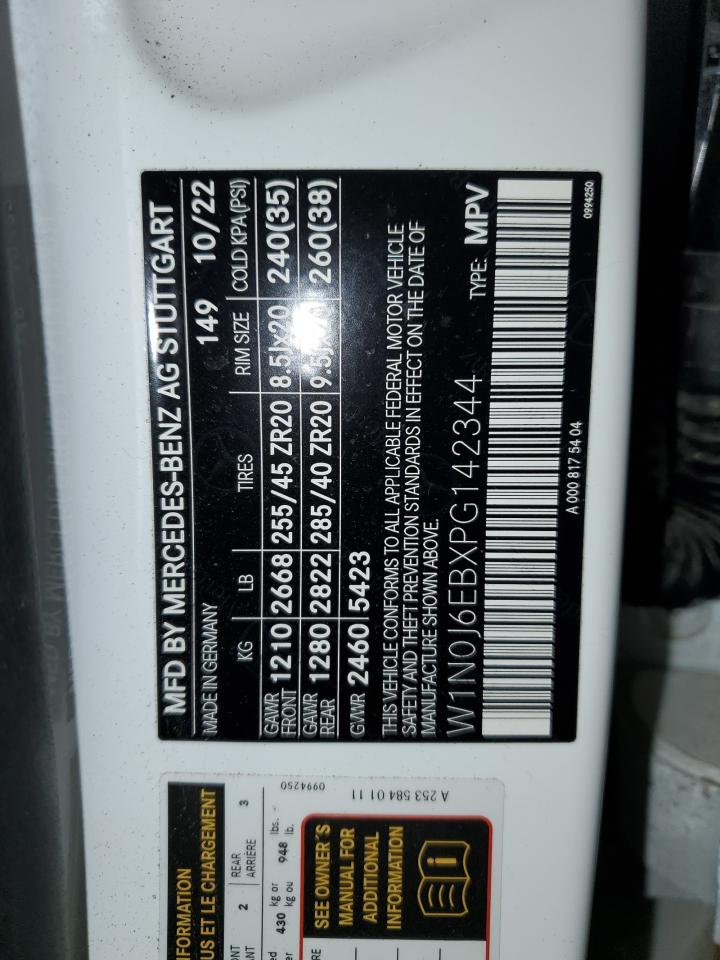 MFD BY MERCEDES-BENZ AG STUTTGART
MADE IN GERMANY 149 10/22
KG LB TIRES RIM SIZE COLD KPA(PSI)
GAWR FRONT 1210 2668 255/45 ZR20 8.5Jx20 240(35)
GAWR REAR 1280 2822 285/40 ZR20 260(38)
GVWR 2460 5423
THIS VEHICLE CONFORMS TO ALL APPLICABLE FEDERAL MOTOR VEHICLE
SAFETY AND THEFT PREVENTION STANDARDS IN EFFECT ON THE DATE OF
MANUFACTURE SHOWN ABOVE.
W1N0J6EBXPG142344 TYPE: MPV
A 000 817 54 04
0994250
US ET LE CHARGEMENT
2 REAR 3
ARRIÈRE
430 kg or 948 lbs.
kg ou lb.
SEE OWNER'S
MANUAL FOR
ADDITIONAL
INFORMATION
0994250
A 253 584 01 11